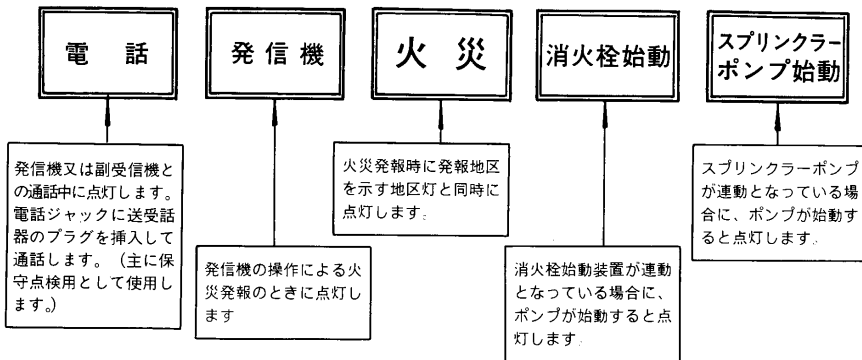 電話
発信機
火災
消火栓始動
スプリンクラー
ポンプ始動
発信機又は副受信機と
の通話中に点灯します。
電話ジャックに送受話
器のプラグを挿入して
通話します。（主に保
守点検用として使用し
ます。）
発信機の操作による火
災発報のときに点灯し
ます
火災発報時に発報地区
を示す地区灯と同時に
点灯します。
消火栓始動装置が連動
となっている場合に、
ポンプが始動すると点
灯します。
スプリンクラーポンプ
が連動となっている場
合に、ポンプが始動す
ると点灯します。